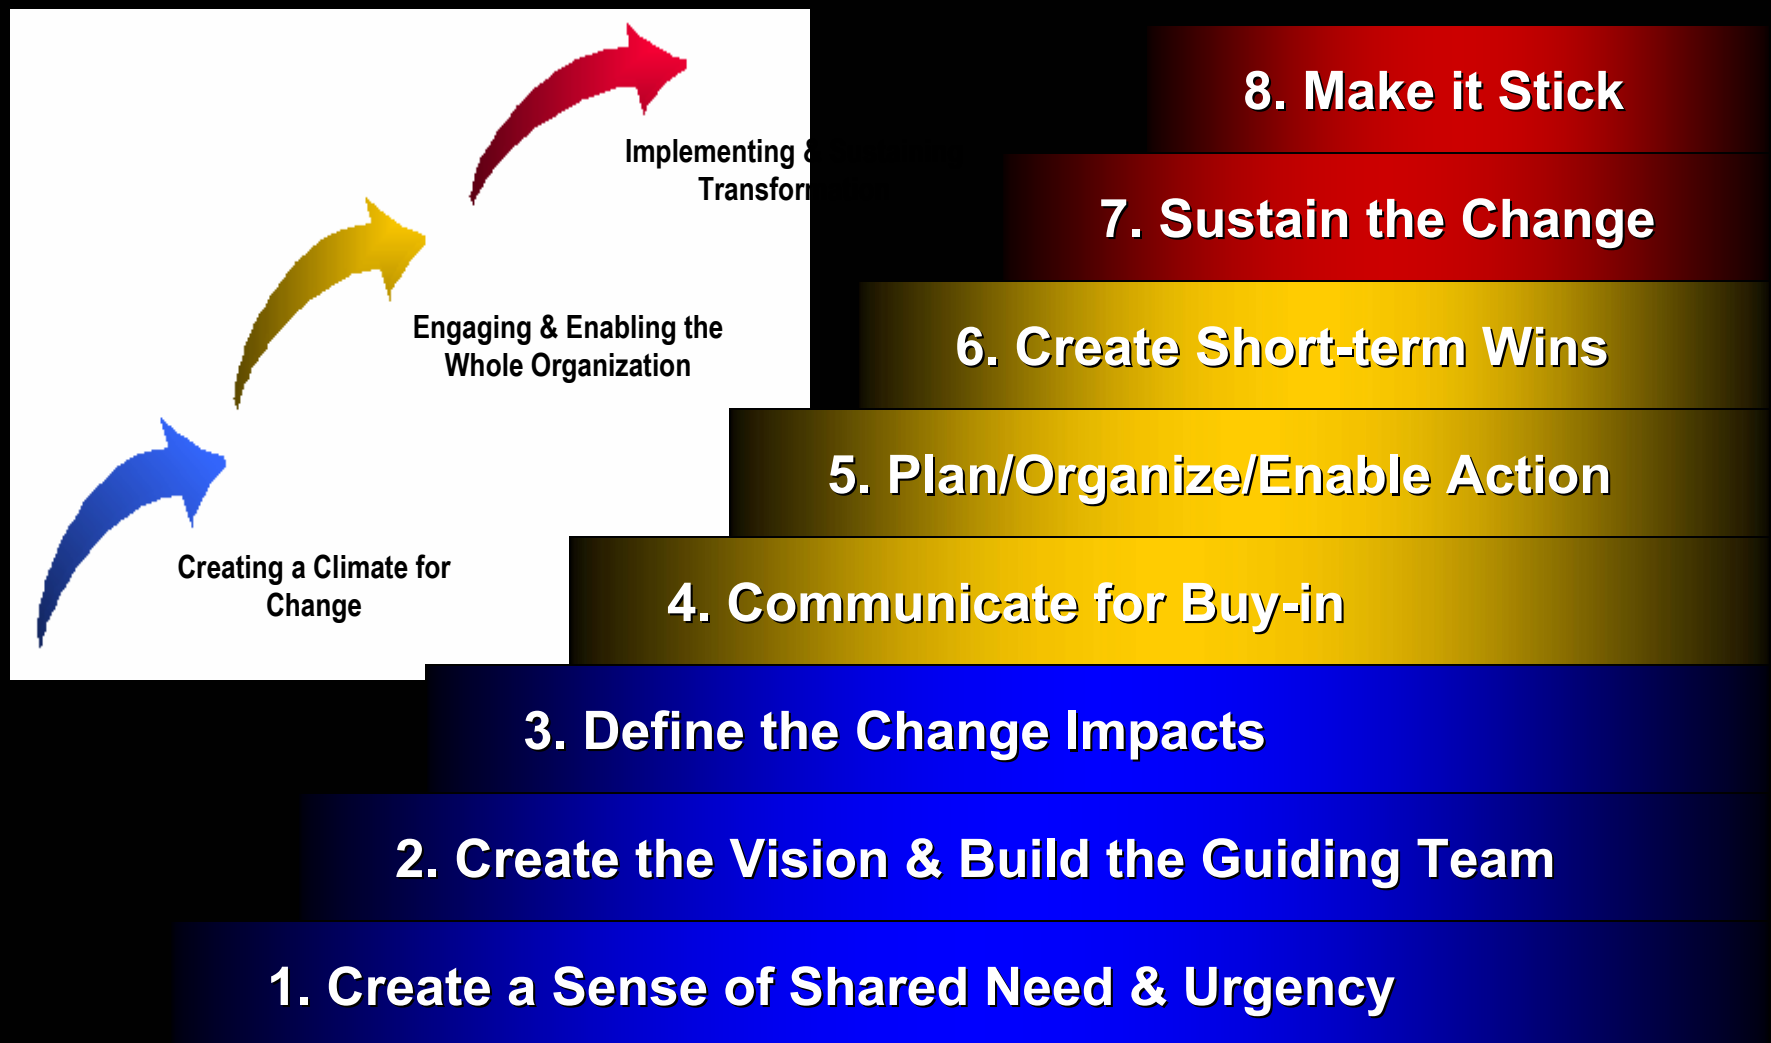 8. Make it Stick
Implementing &
7. Sustain the Change
6. Create Short-term Wins
Engaging & Enabling the
Whole Organization
5. Plan/Organize/Enable Action
Creating a Climate for
Change
4. Communicate for Buy-in
3. Define the Change Impacts
2. Create the Vision & Build the Guiding Team
1. Create a Sense of Shared Need & Urgency